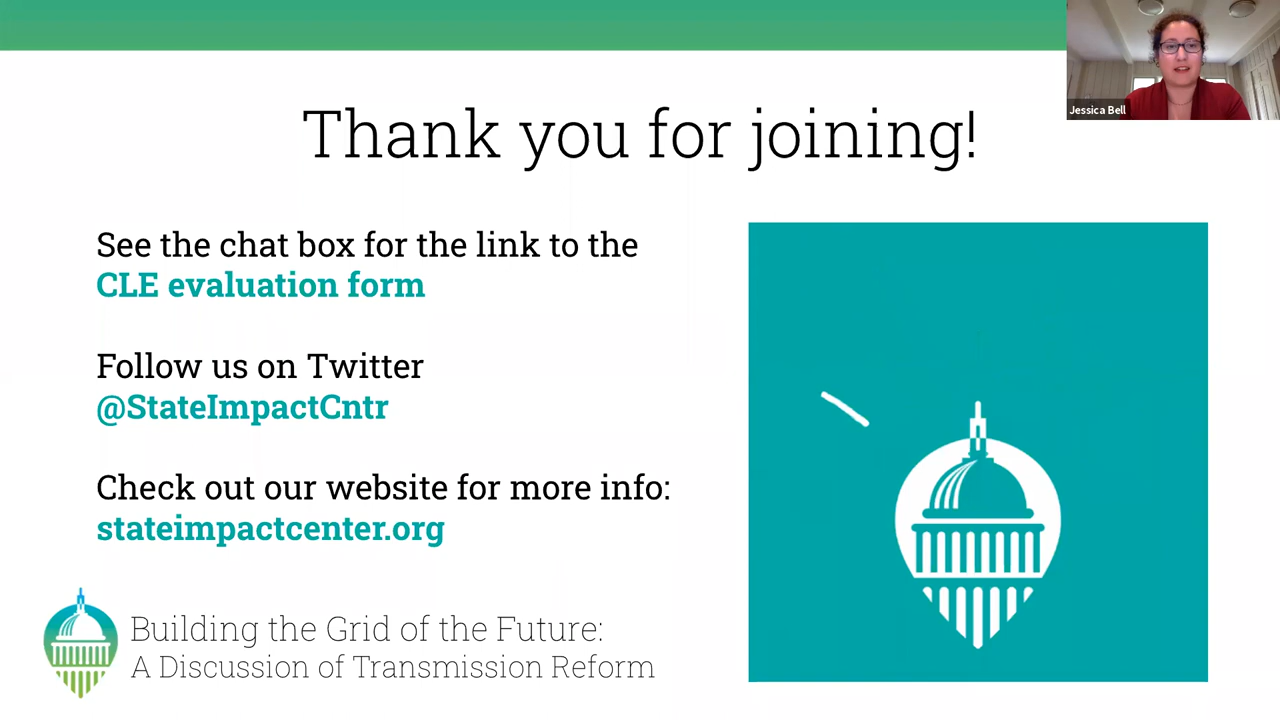 Jessica Bell
Thank you for joining!
See the chat box for the link to the
CLE evaluation form
Follow us on Twitter
@StateImpactCntr
Check out our website for more info:
stateimpactcenter.org
Building the Grid of the Future:
A Discussion of Transmission Reform